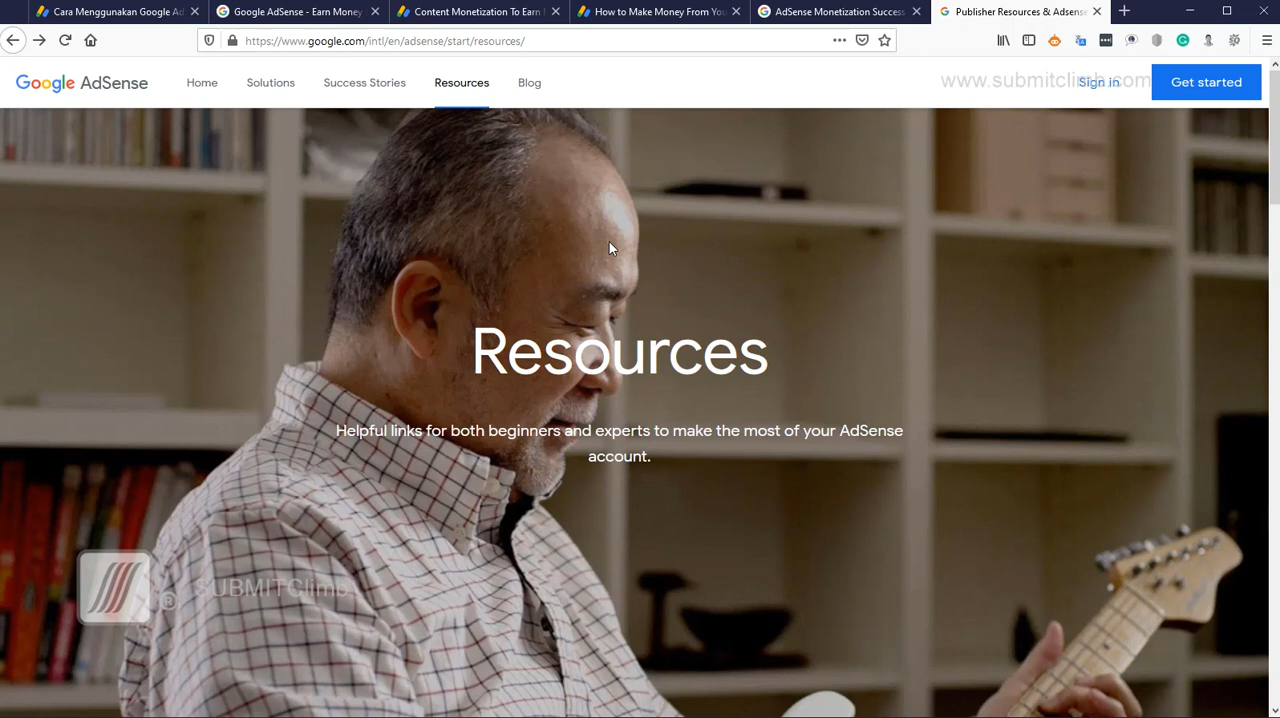 Cara Menggunakan Google Ad
Google AdSense - Earn Money
Content Monetization To Earn
How to Make Money From You
AdSense Monetization Success
Publisher Resources & Adsense
https://www.google.com/intl/en/adsense/start/resources/
Google AdSense
Home
Solutions
Success Stories
Resources
Blog
www.submitclimb.com
Sign in
Get started
Resources
Helpful links for both beginners and experts to make the most of your AdSense
account.
® SUBMITClimb